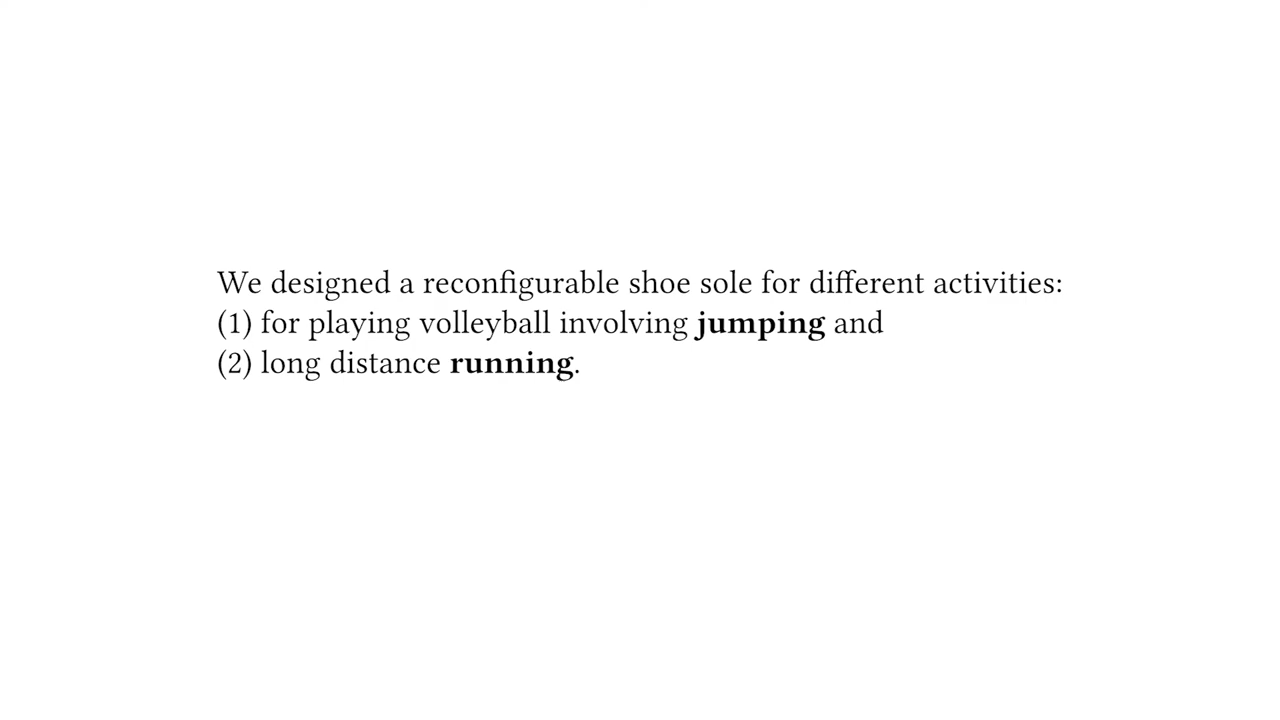 We designed a reconfigurable shoe sole for different activities:
(1) for playing volleyball involving jumping and
(2) long distance running.